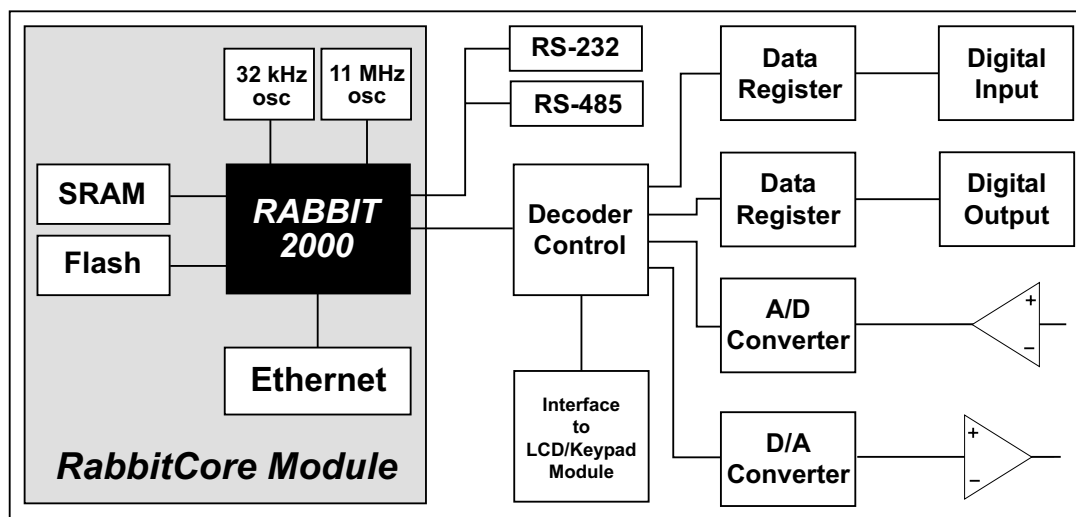 32 kHz
osc
11 MHz
osc
SRAM
Flash
RABBIT
2000
Ethernet
RabbitCore Module
RS-232
RS-485
Decoder
Control
Interface
to
LCD/Keypad
Module
Data
Register
Digital
Input
Data
Register
Digital
Output
A/D
Converter
+
−
D/A
Converter
+
−